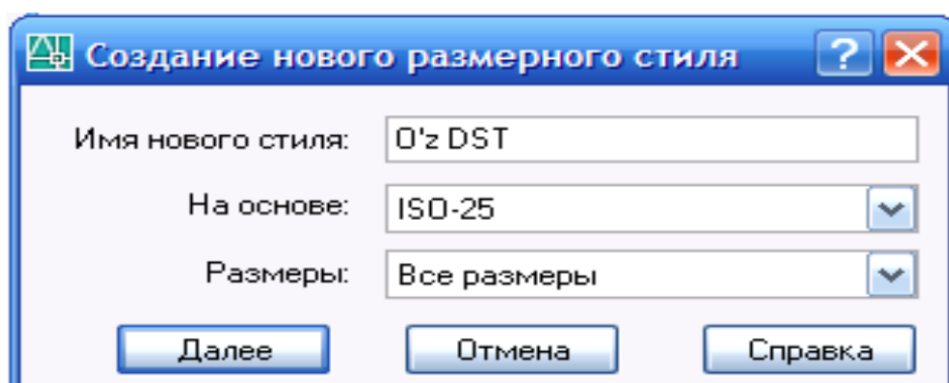 Создание нового размерного стиля
Имя нового стиля: O'z DST
На основе: ISO-25
Размеры: Все размеры
Далее Отмена Справка